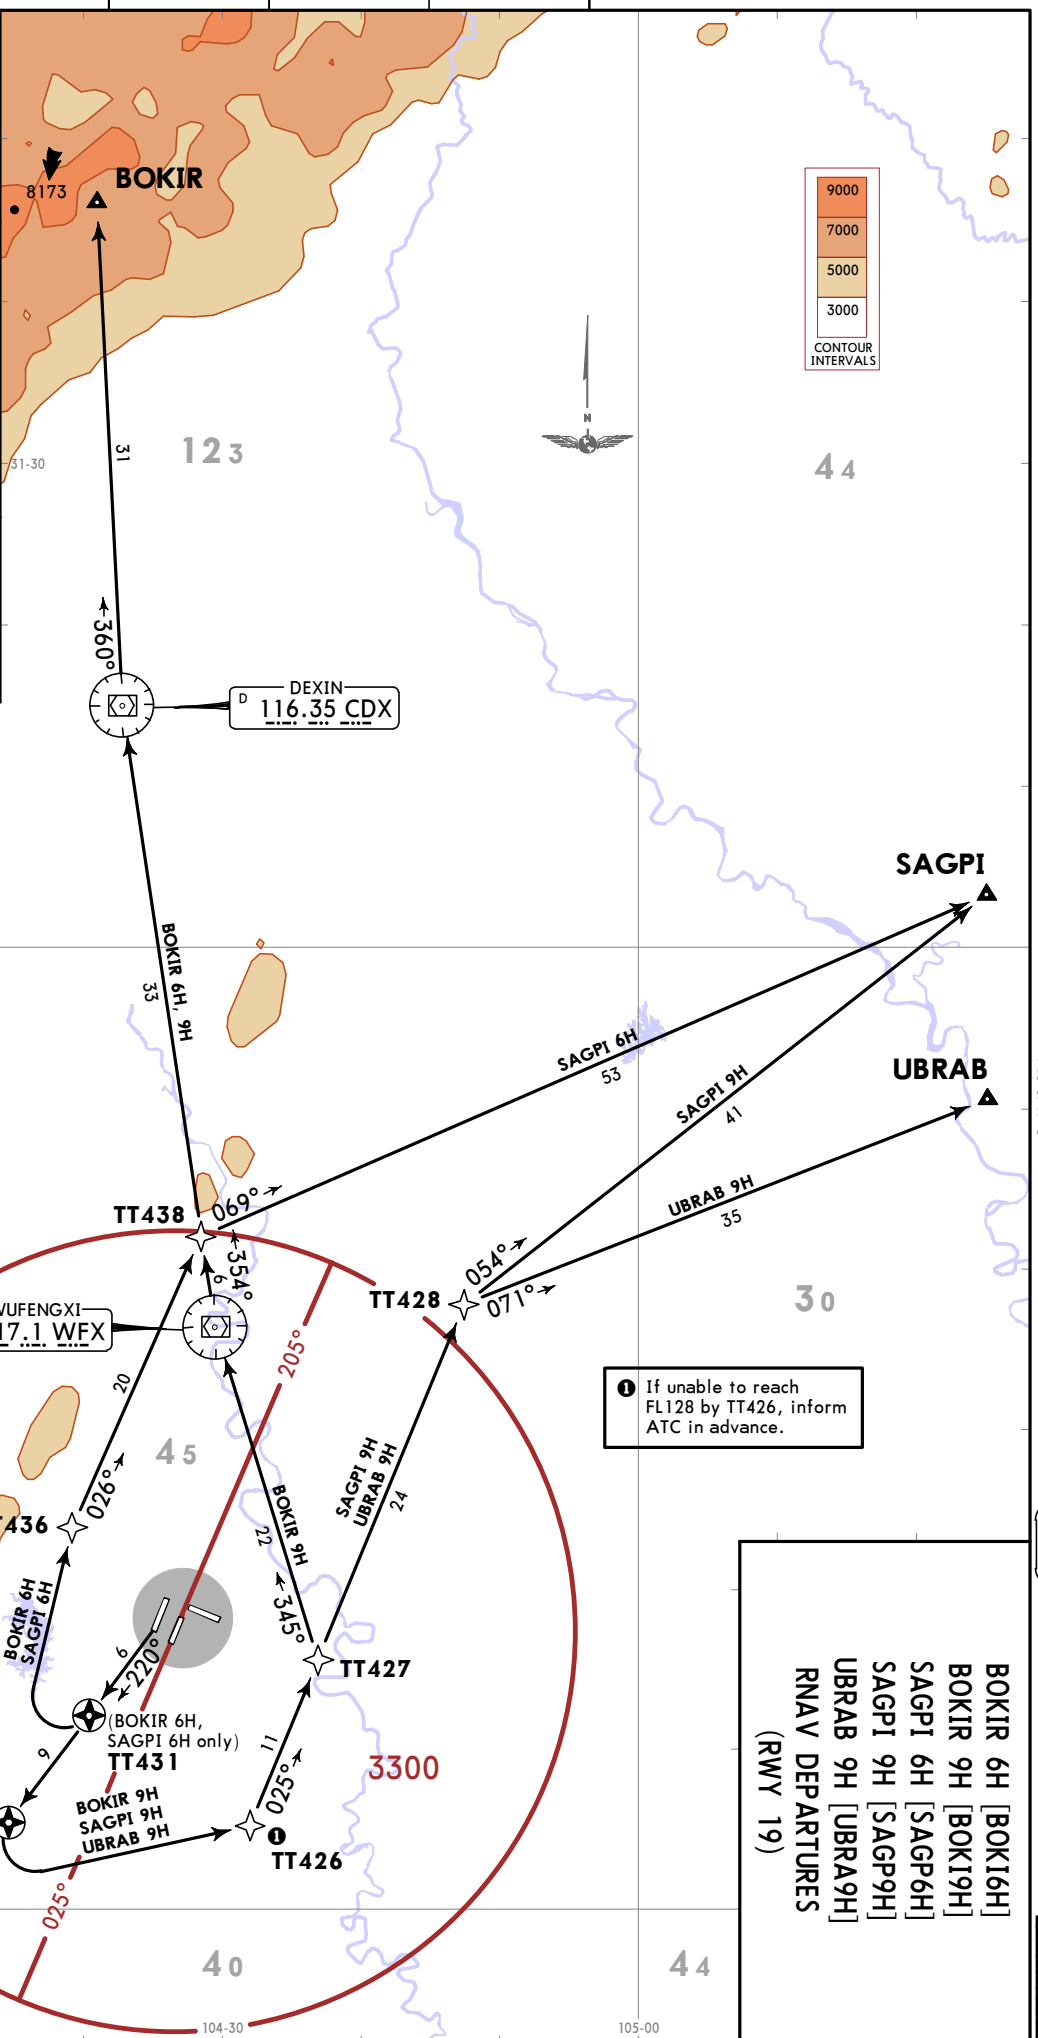 8173
BOKIR
9000
7000
5000
3000
CONTOUR
INTERVALS
N
31
123
44
31-30
360°
DEXIN
D 116.35 CDX
BOKIR 6H, 9H
33
SAGPI
SAGPI 6H
53
UBRAB
SAGPI 9H
41
UBRAB 9H
35
TT438
069°
354°
6
054°
TT428
071°
30
WUFENGXI
17.1 WFX
205°
❶ If unable to reach
FL128 by TT426, inform
ATC in advance.
20
45
026°
SAGPI 9H
UBRAB 9H
24
BOKIR 9H
22
345°
436
BOKIR 6H
SAGPI 6H
6
220°
TT427
(BOKIR 6H,
SAGPI 6H only)
TT431
9
11
025°
3300
BOKIR 9H
SAGPI 9H
UBRAB 9H
❶
TT426
025°
40
44
104-30
105-00
BOKIR 6H [BOKI6H]
BOKIR 9H [BOKI9H]
SAGPI 6H [SAGP6H]
SAGPI 9H [SAGP9H]
UBRAB 9H [UBRA9H]
RNAV DEPARTURES
(RWY 19)